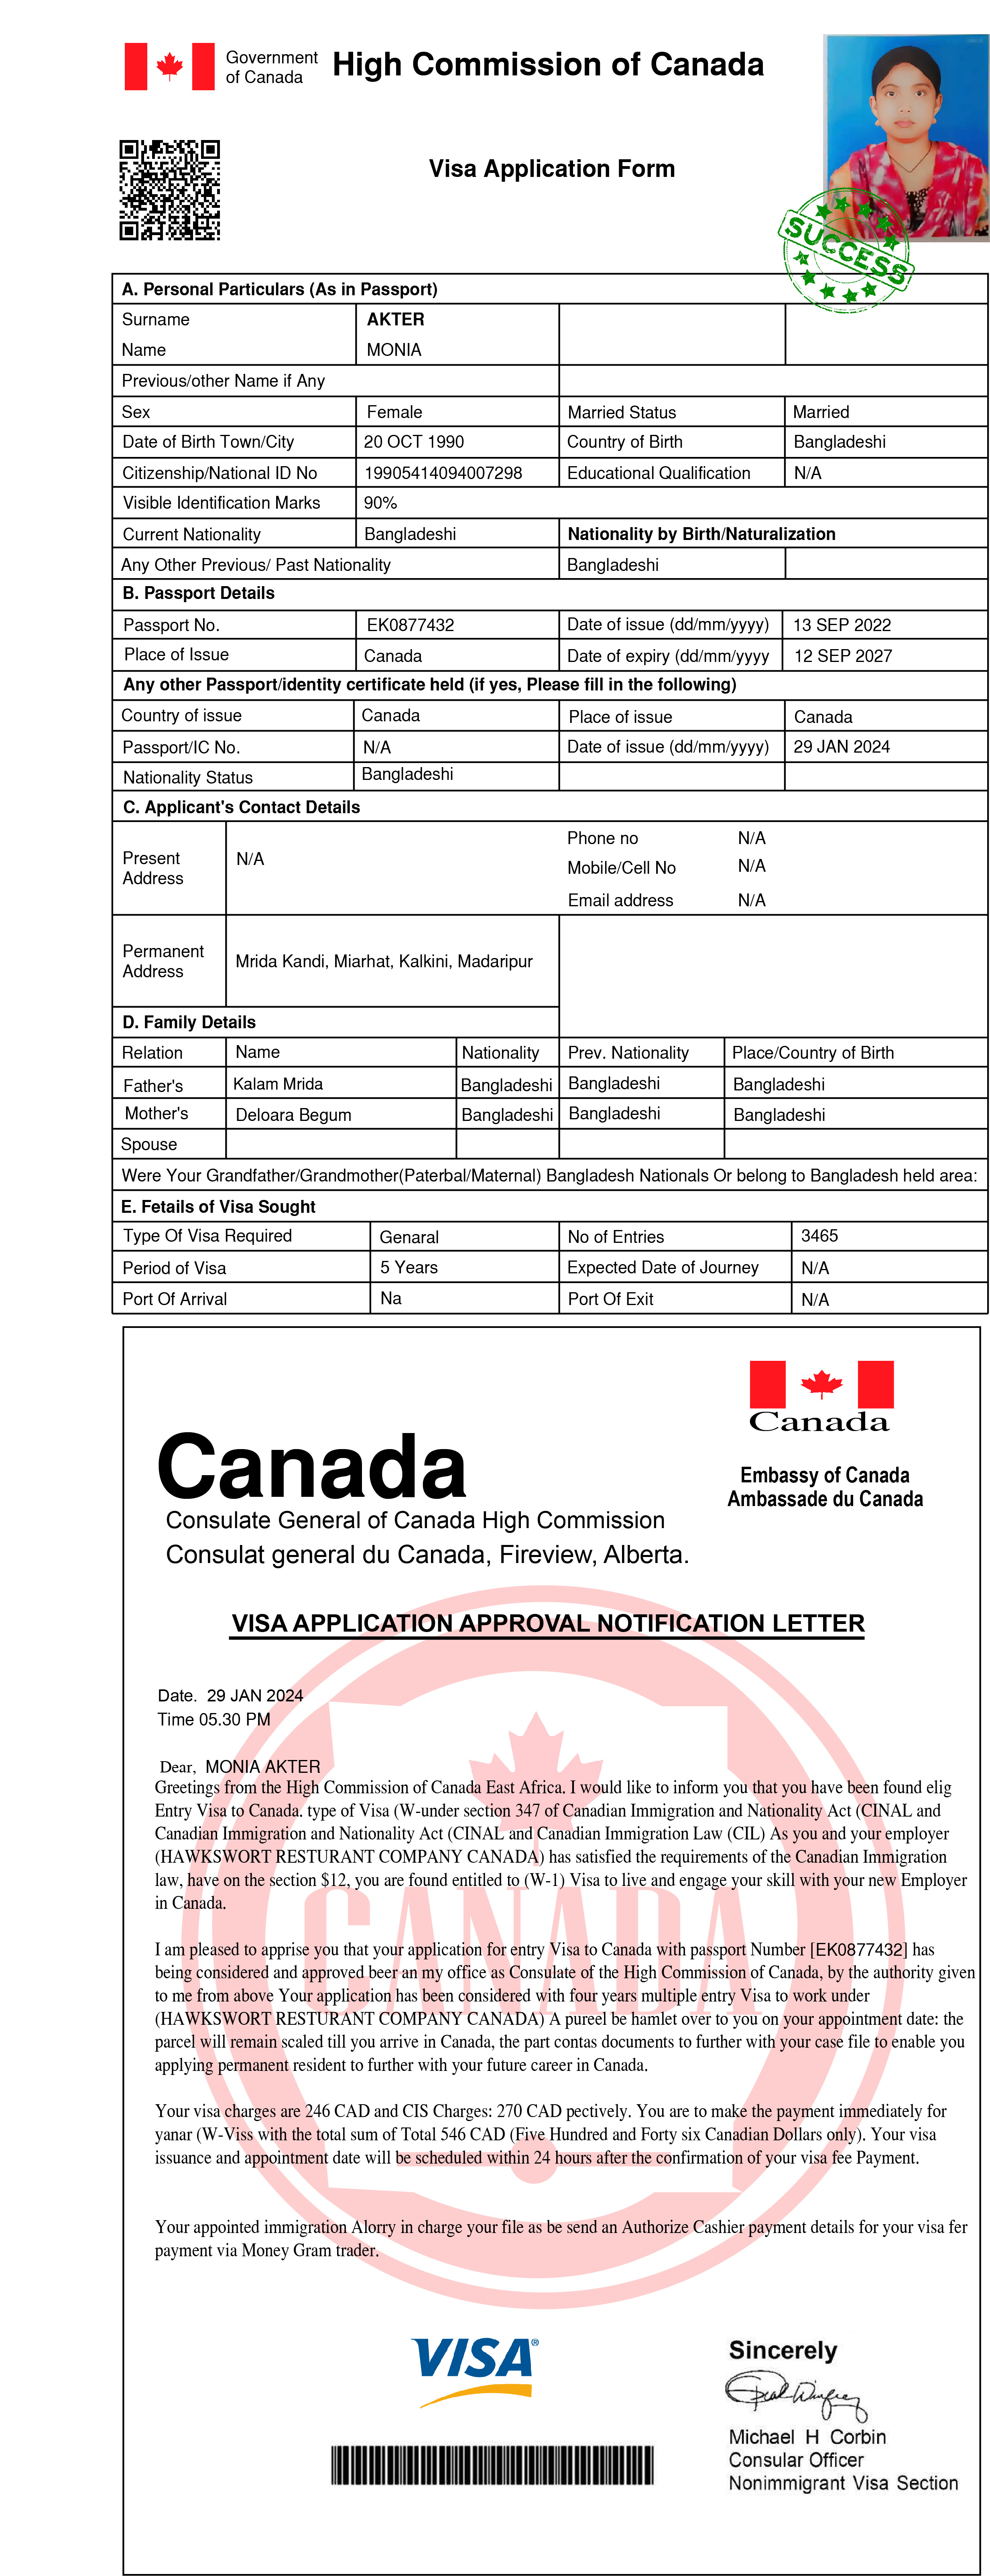 Government
of Canada
High Commission of Canada
Visa Application Form
SUCCESS
A. Personal Particulars (As in Passport)
Surname AKTER
Name MONIA
Previous/other Name if Any
Sex Female Married Status Married
Date of Birth Town/City 20 OCT 1990 Country of Birth Bangladeshi
Citizenship/National ID No 19905414094007298 Educational Qualification N/A
Visible Identification Marks 90%
Current Nationality Bangladeshi Nationality by Birth/Naturalization
Any Other Previous/ Past Nationality Bangladeshi
B. Passport Details
Passport No. EK0877432 Date of issue (dd/mm/yyyy) 13 SEP 2022
Place of Issue Canada Date of expiry (dd/mm/yyyy 12 SEP 2027
Any other Passport/identity certificate held (if yes, Please fill in the following)
Country of issue Canada Place of issue Canada
Passport/IC No. N/A Date of issue (dd/mm/yyyy) 29 JAN 2024
Nationality Status Bangladeshi
C. Applicant's Contact Details
Present
Address
N/A
Phone no N/A
Mobile/Cell No N/A
Email address N/A
Permanent
Address
Mrida Kandi, Miarhat, Kalkini, Madaripur
D. Family Details
Relation Name Nationality Prev. Nationality Place/Country of Birth
Father's Kalam Mrida Bangladeshi Bangladeshi Bangladeshi
Mother's Deloara Begum Bangladeshi Bangladeshi Bangladeshi
Spouse
Were Your Grandfather/Grandmother(Paterbal/Maternal) Bangladesh Nationals Or belong to Bangladesh held area:
E. Fetails of Visa Sought
Type Of Visa Required Genaral No of Entries 3465
Period of Visa 5 Years Expected Date of Journey N/A
Port Of Arrival Na Port Of Exit N/A
Canada
Embassy of Canada
Ambassade du Canada
Canada
Consulate General of Canada High Commission
Consulat general du Canada, Fireview, Alberta.
VISA APPLICATION APPROVAL NOTIFICATION LETTER
Date. 29 JAN 2024
Time 05.30 PM
Dear, MONIA AKTER
Greetings from the High Commission of Canada East Africa. I would like to inform you that you have been found elig
Entry Visa to Canada. type of Visa (W-under section 347 of Canadian Immigration and Nationality Act (CINAL and
Canadian Immigration and Nationality Act (CINAL and Canadian Immigration Law (CIL) As you and your employer
(HAWKSWORT RESTURANT COMPANY CANADA) has satisfied the requirements of the Canadian Immigration
law, have on the section $12, you are found entitled to (W-1) Visa to live and engage your skill with your new Employer
in Canada.
I am pleased to apprise you that your application for entry Visa to Canada with passport Number [EK0877432] has
being considered and approved beer an my office as Consulate of the High Commission of Canada, by the authority given
to me from above Your application has been considered with four years multiple entry Visa to work under
(HAWKSWORT RESTURANT COMPANY CANADA) A pureel be hamlet over to you on your appointment date: the
parcel will remain scaled till you arrive in Canada, the part contas documents to further with your case file to enable you
applying permanent resident to further with your future career in Canada.
Your visa charges are 246 CAD and CIS Charges: 270 CAD pectively. You are to make the payment immediately for
yanar (W-Viss with the total sum of Total 546 CAD (Five Hundred and Forty six Canadian Dollars only). Your visa
issuance and appointment date will be scheduled within 24 hours after the confirmation of your visa fee Payment.
Your appointed immigration Alorry in charge your file as be send an Authorize Cashier payment details for your visa fer
payment via Money Gram trader.
CANADA
VISA®
Sincerely
Michael H Corbin
Consular Officer
Nonimmigrant Visa Section